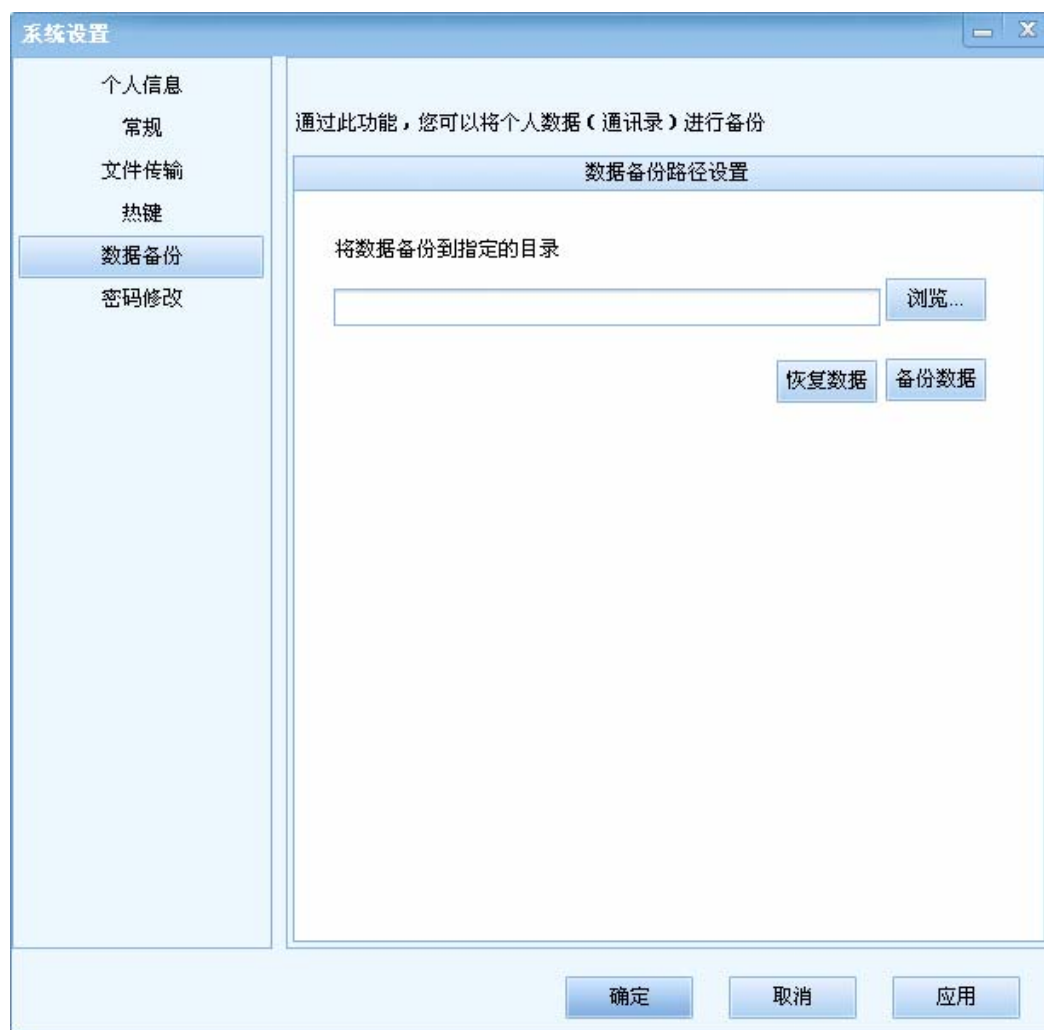 系统设置
个人信息
常规
文件传输
热键
数据备份
密码修改
通过此功能，您可以将个人数据（通讯录）进行备份
数据备份路径设置
将数据备份到指定的目录
浏览...
恢复数据 备份数据
确定 取消 应用